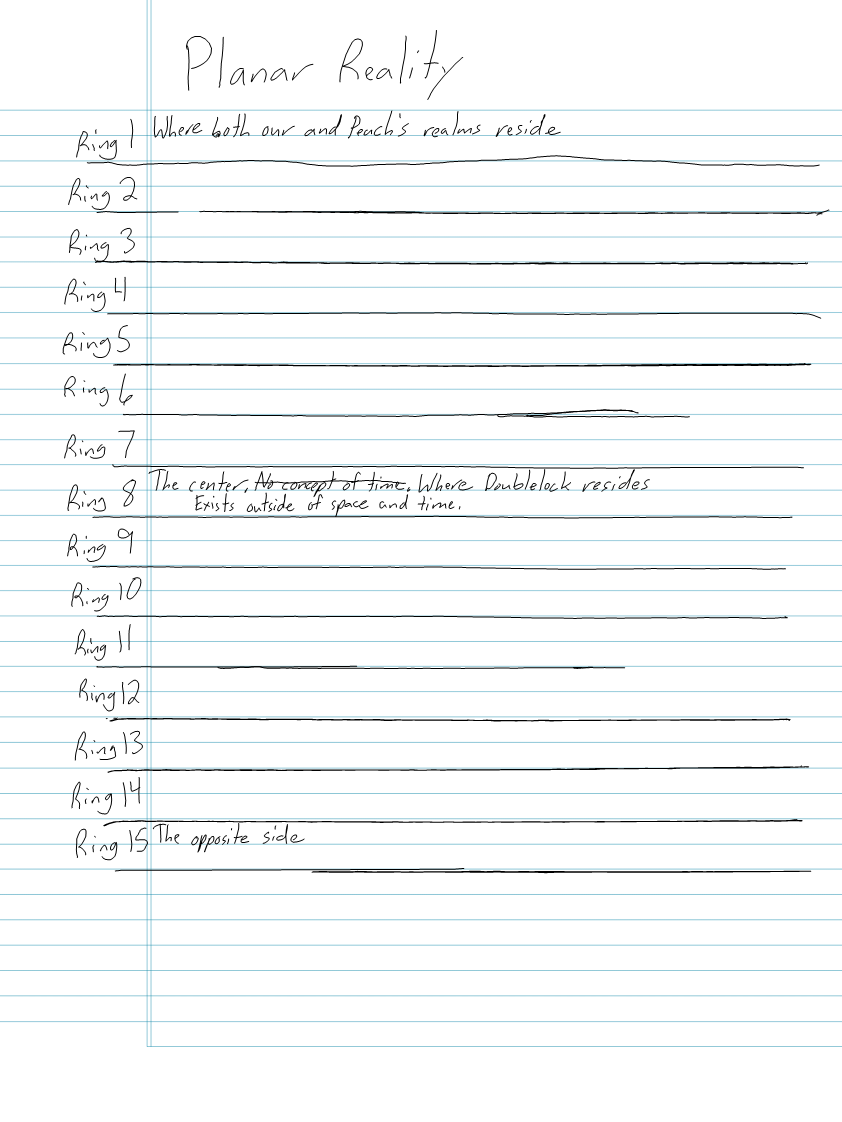 Planar Reality
Ring 1 Where both our and Peach's realms reside
Ring 2
Ring 3
Ring 4
Ring 5
Ring 6
Ring 7
Ring 8 The center, No concept of time, Where Doublelock resides
Exists outside of space and time.
Ring 9
Ring 10
Ring 11
Ring 12
Ring 13
Ring 14
Ring 15 The opposite side